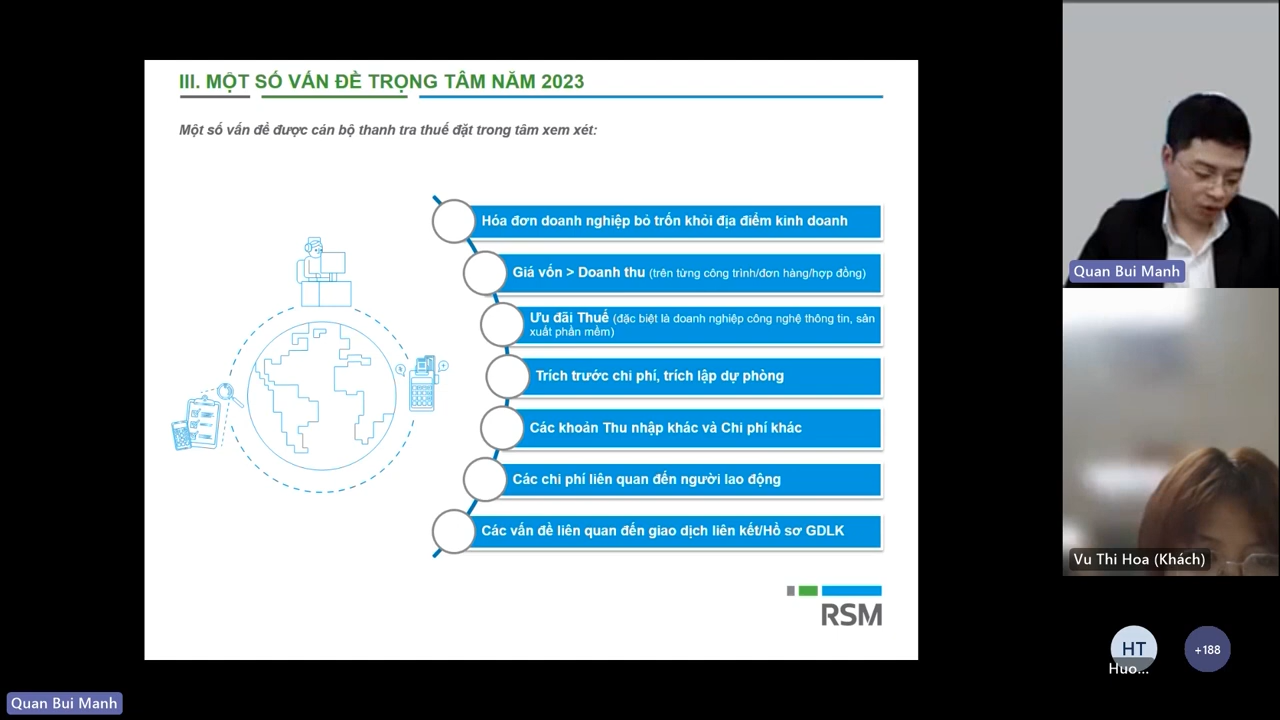 III. MỘT SỐ VẤN ĐỀ TRỌNG TÂM NĂM 2023
Một số vấn đề được cán bộ thanh tra thuế đặt trong tâm xem xét:
Hóa đơn doanh nghiệp bỏ trốn khỏi địa điểm kinh doanh
Giá vốn > Doanh thu (trên từng công trình/đơn hàng/hợp đồng)
Ưu đãi Thuế (đặc biệt là doanh nghiệp công nghệ thông tin, sản
xuất phần mềm)
Trích trước chi phí, trích lập dự phòng
Các khoản Thu nhập khác và Chi phí khác
Các chi phí liên quan đến người lao động
Các vấn đề liên quan đến giao dịch liên kết/Hồ sơ GDLK
RSM
Quan Bui Manh
Vu Thi Hoa (Khách)
HT
Huo...
+188
Quan Bui Manh